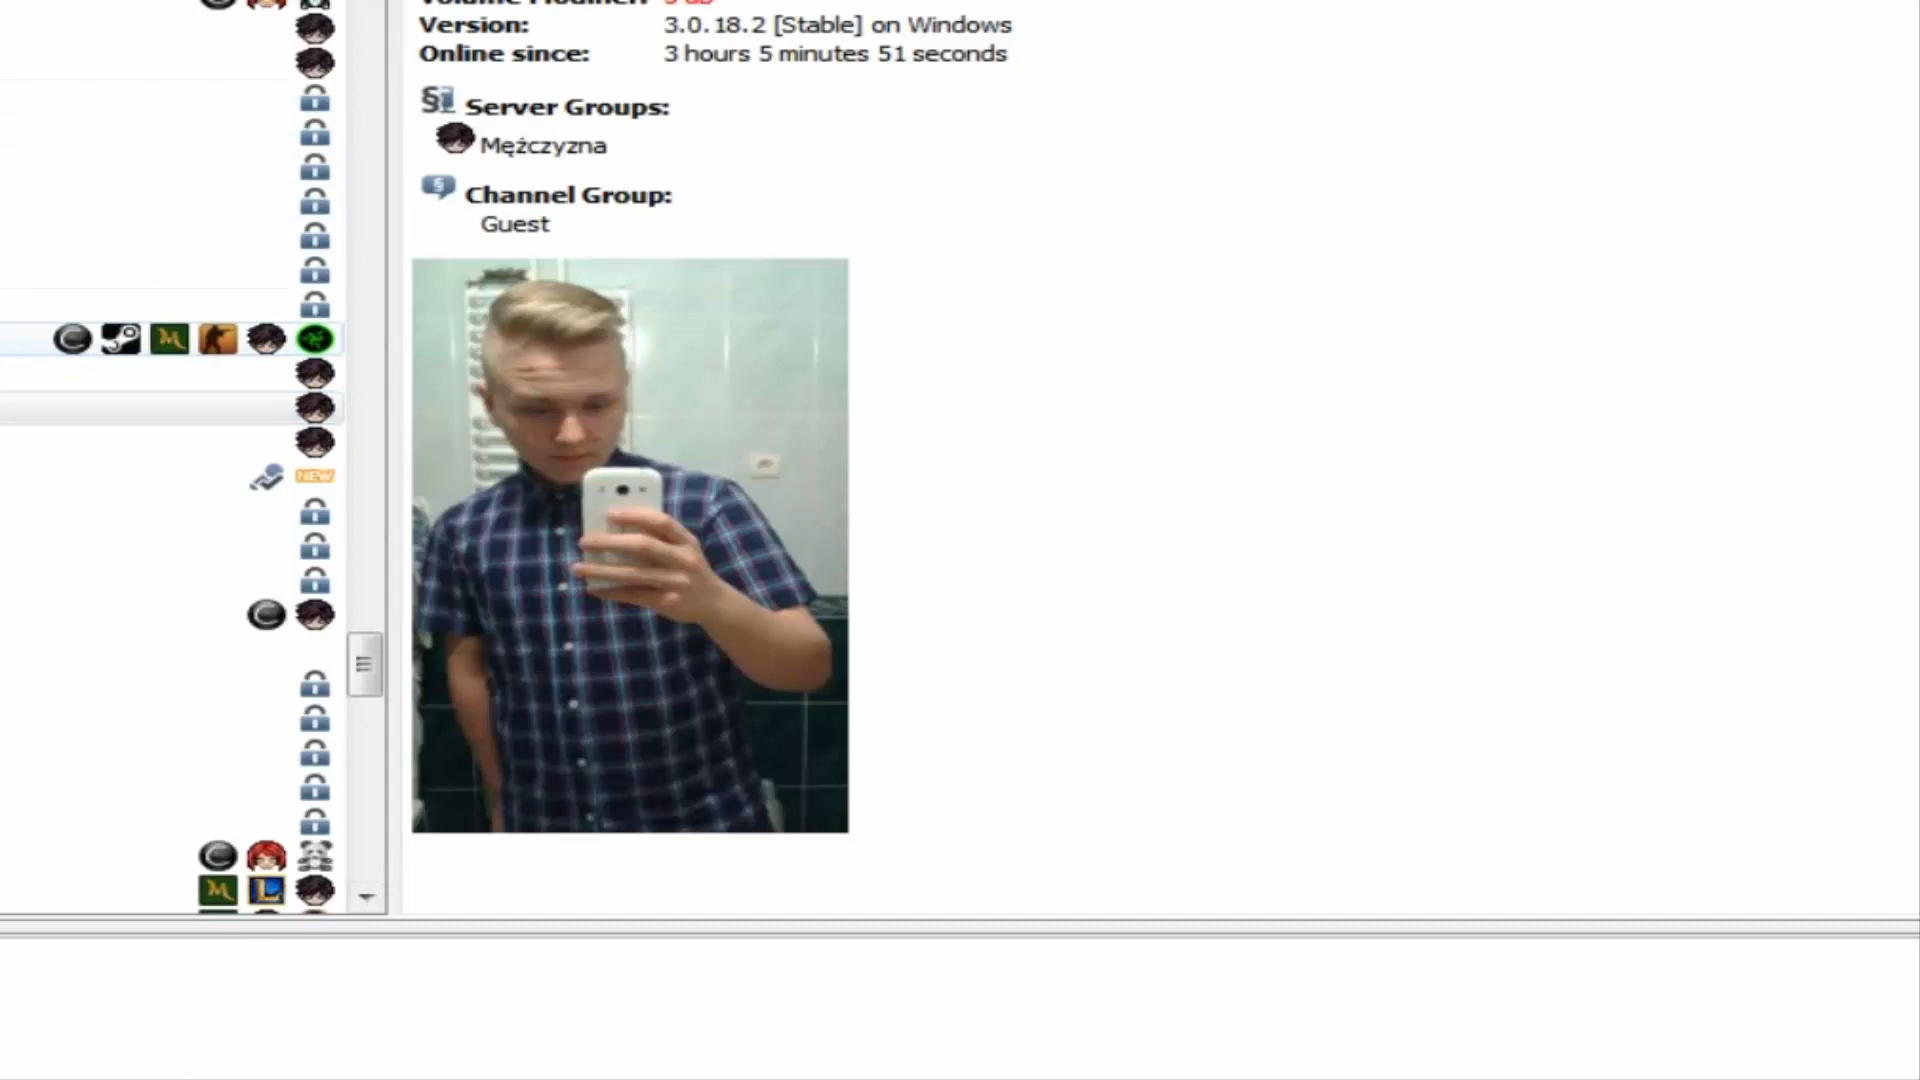 Version: 3.0.18.2 [Stable] on Windows
Online since: 3 hours 5 minutes 51 seconds
Server Groups:
Mężczyzna
Channel Group:
Guest
NEW